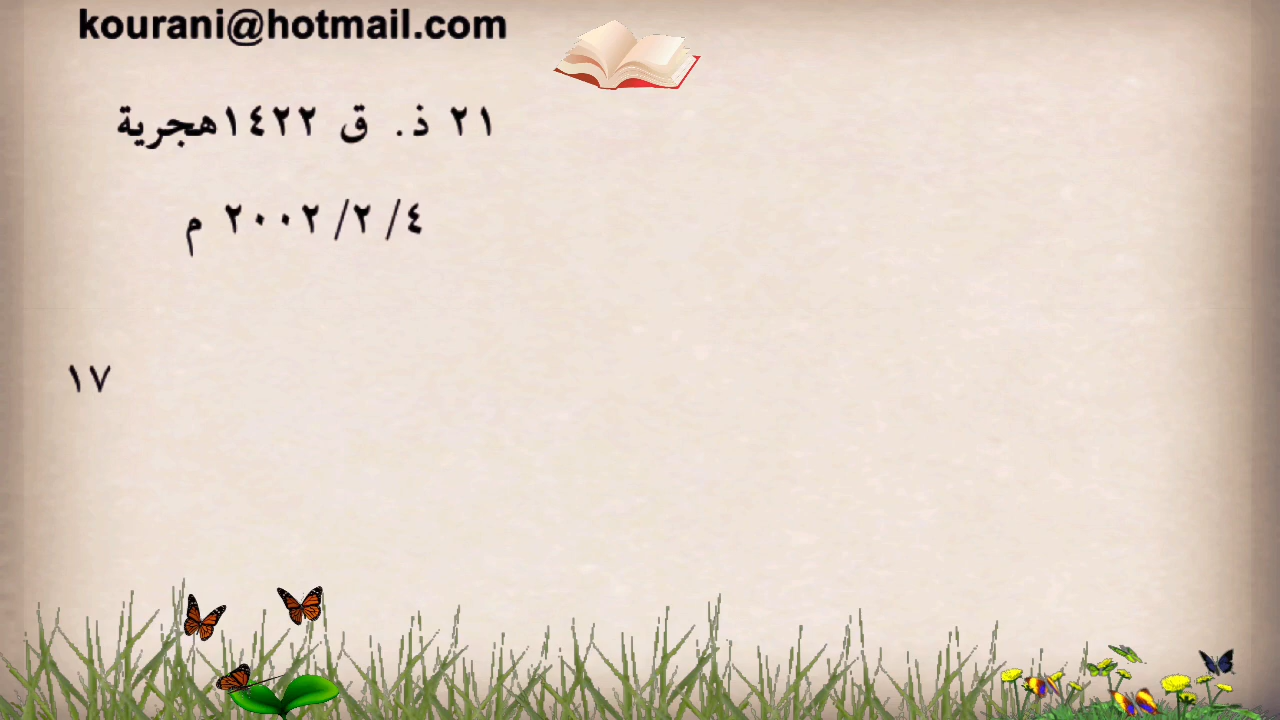 kourani@hotmail.com
٢١ ذ. ق ١٤٢٢هجرية
٤/ ٢/ ٢٠٠٢ م
١٧